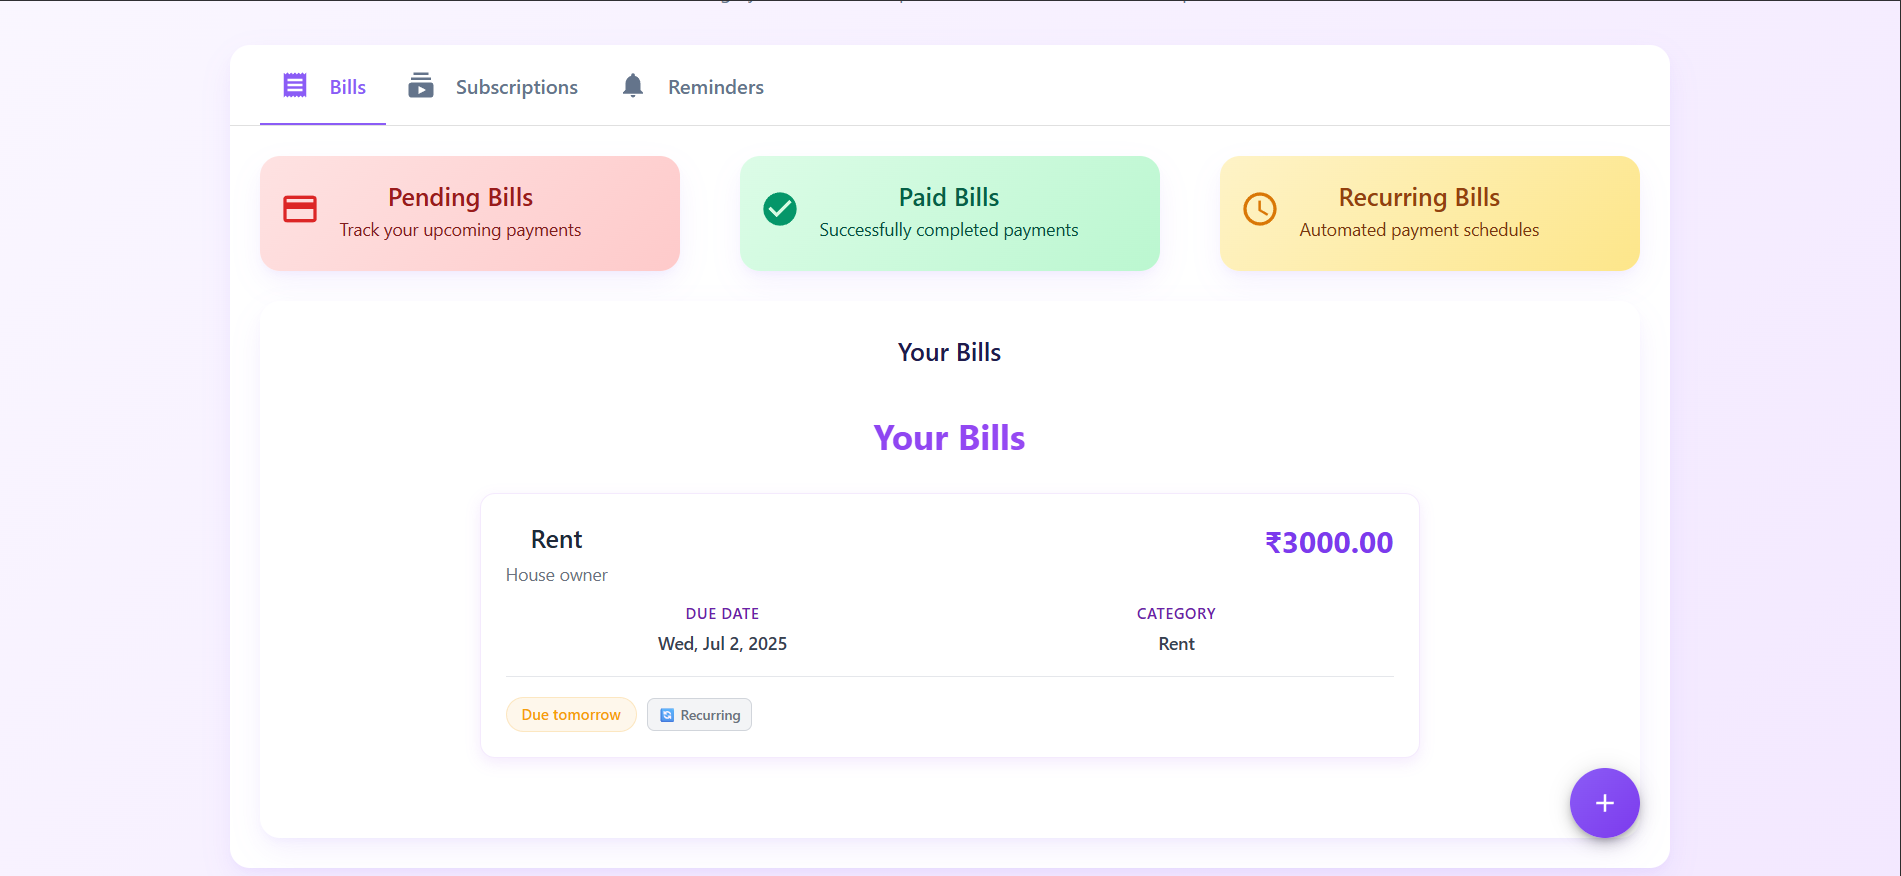 Bills Subscriptions Reminders
Pending Bills
Track your upcoming payments
Paid Bills
Successfully completed payments
Recurring Bills
Automated payment schedules
Your Bills
Your Bills
Rent
₹3000.00
House owner
DUE DATE
Wed, Jul 2, 2025
CATEGORY
Rent
Due tomorrow
Recurring
+